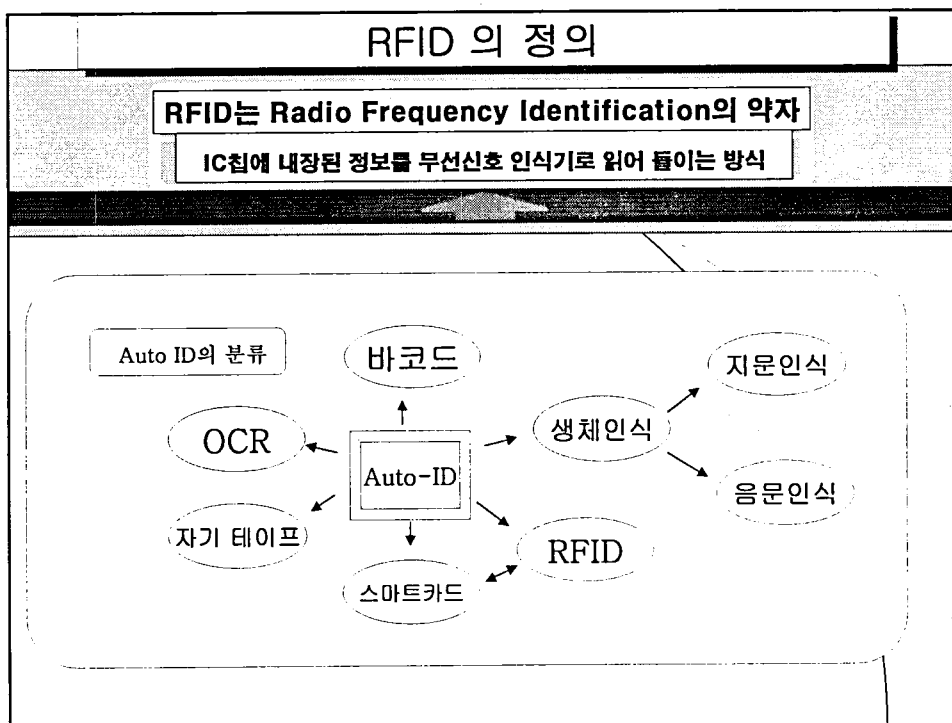 RFID 의 정의
RFID는 Radio Frequency Identification의 약자
IC칩에 내장된 정보를 무선신호 인식기로 읽어 들이는 방식
Auto ID의 분류
바코드
지문인식
OCR
생체인식
Auto-ID
음문인식
자기 테이프
RFID
스마트카드